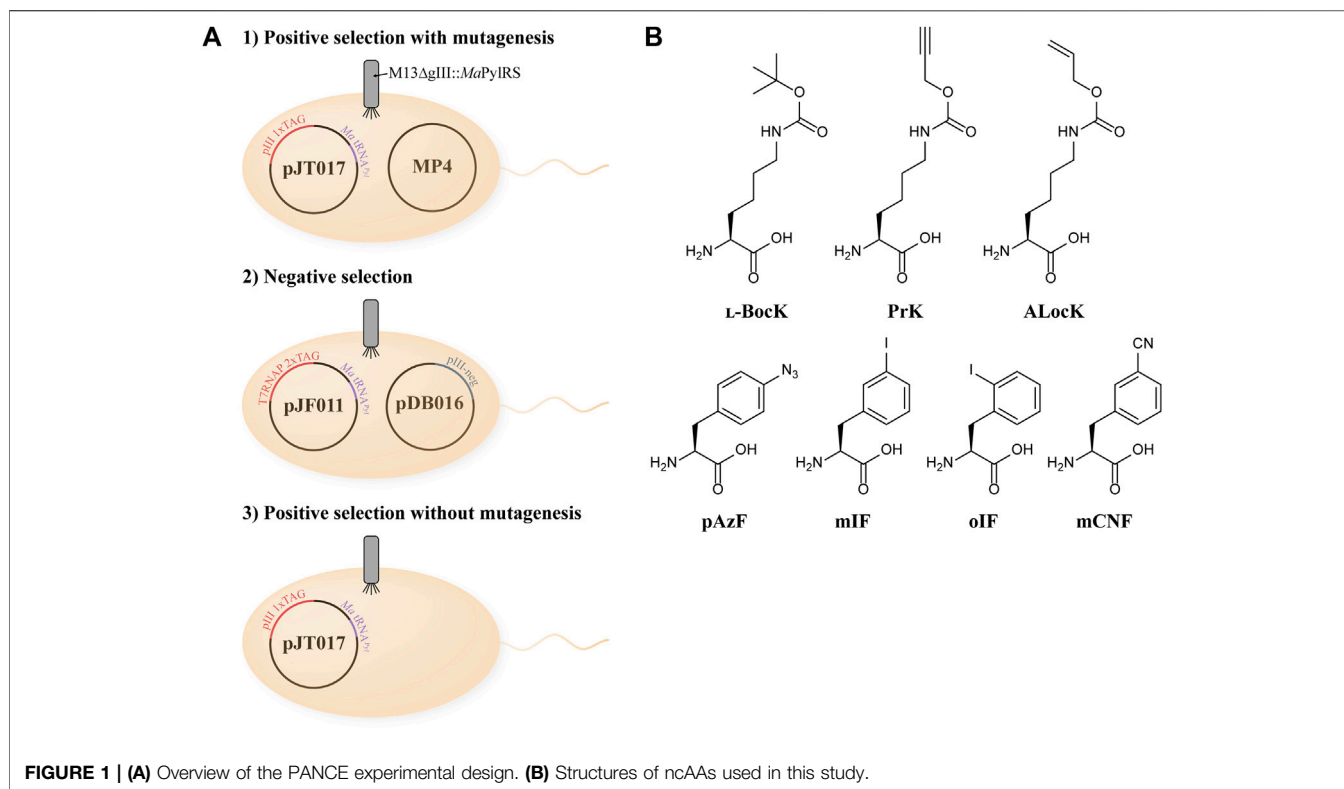 A
1) Positive selection with mutagenesis
M13ΔgIII::MaPylRS
pIII 1xTAG
Ma tRNAPyl
pJT017
MP4
2) Negative selection
T7RNAP 2xTAG
Ma tRNAPyl
pJF011
pIII-neg
pDB016
3) Positive selection without mutagenesis
pIII 1xTAG
Ma tRNAPyl
pJT017
B
O
HN
O
H2N
OH
O
L-BocK
O
HN
O
H2N
OH
O
PrK
O
HN
O
H2N
OH
O
ALocK
N3
H2N
OH
O
pAzF
I
H2N
OH
O
mIF
I
H2N
OH
O
oIF
CN
H2N
OH
O
mCNF
FIGURE 1 | (A) Overview of the PANCE experimental design. (B) Structures of ncAAs used in this study.